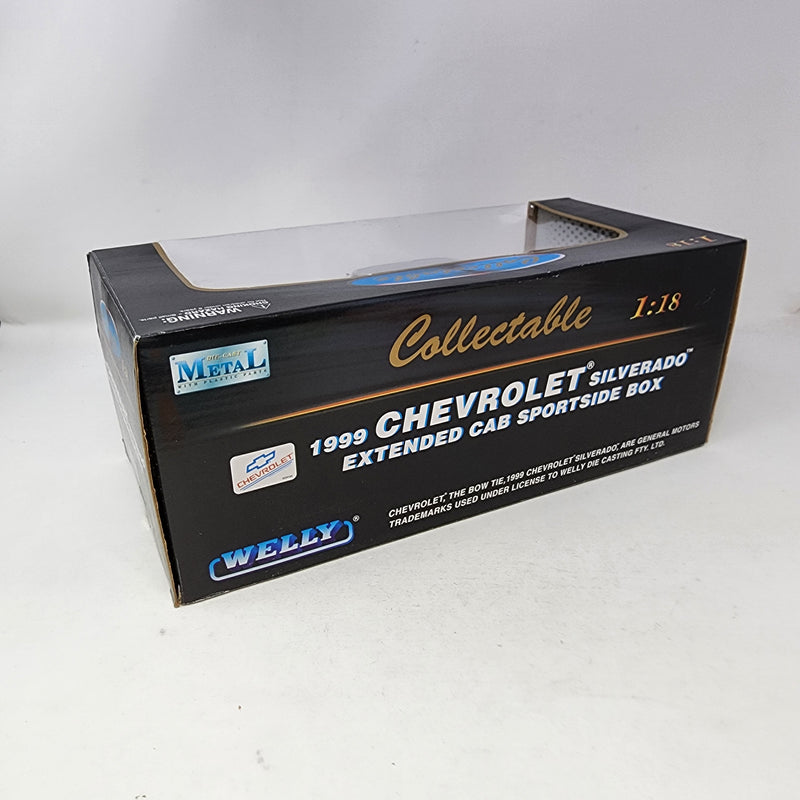 1:18
WARNING:
Collectable 1:18
DIE-CAST
METAL
WITH PLASTIC PARTS
1999 CHEVROLET® SILVERADO™
EXTENDED CAB SPORTSIDE BOX
CHEVROLET
CHEVROLET, THE BOW TIE, 1999 CHEVROLET SILVERADO, ARE GENERAL MOTORS
TRADEMARKS USED UNDER LICENSE TO WELLY DIE CASTING FTY. LTD.
WELLY®